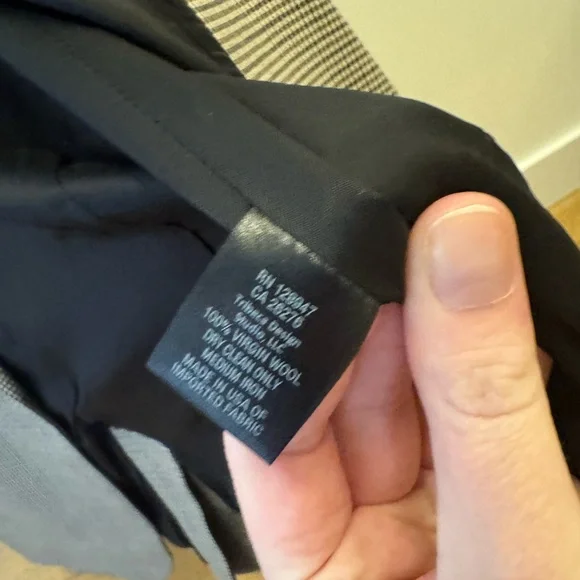 RN 128947
CA 26270
Tribeca Design
Studio, LLC
100% VIRGIN WOOL
DRY CLEAN ONLY
MEDIUM IRON
MADE IN USA OF
IMPORTED FABRIC